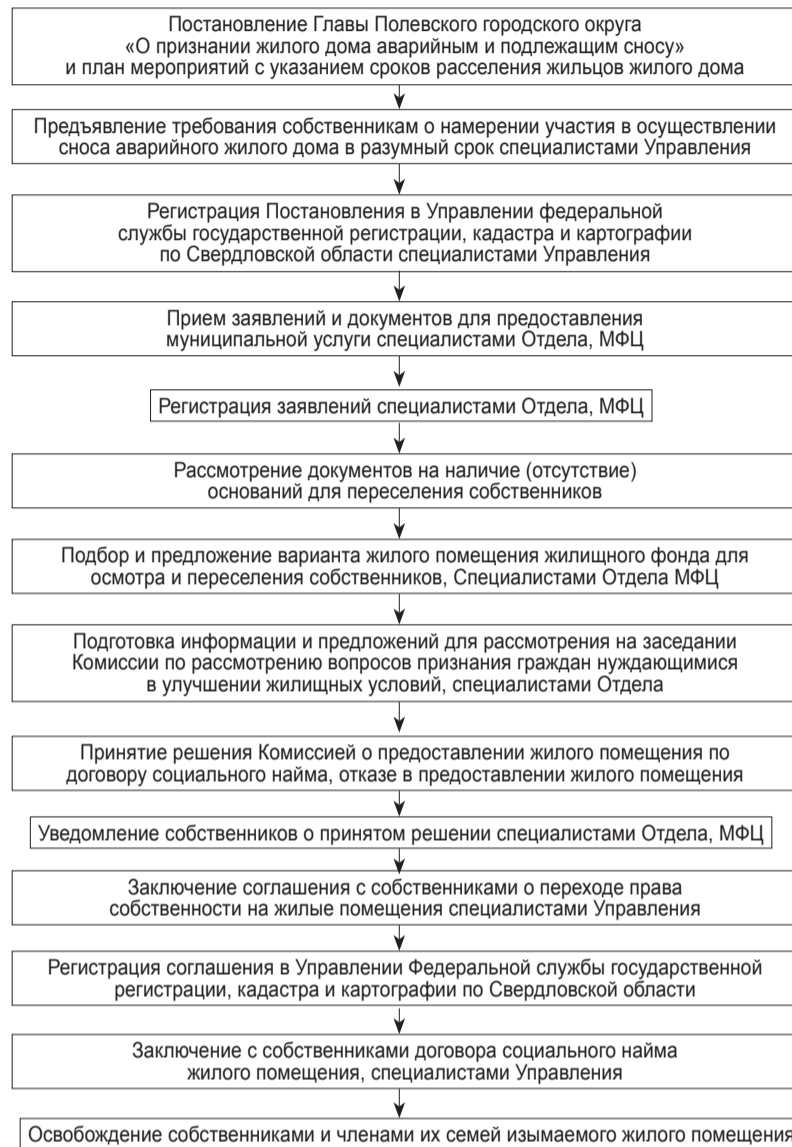 Постановление Главы Полевского городского округа
«О признании жилого дома аварийным и подлежащим сносу»
и план мероприятий с указанием сроков расселения жильцов жилого дома
Предъявление требования собственникам о намерении участия в осуществлении
сноса аварийного жилого дома в разумный срок специалистами Управления
Регистрация Постановления в Управлении федеральной
службы государственной регистрации, кадастра и картографии
по Свердловской области специалистами Управления
Прием заявлений и документов для предоставления
муниципальной услуги специалистами Отдела, МФЦ
Регистрация заявлений специалистами Отдела, МФЦ
Рассмотрение документов на наличие (отсутствие)
оснований для переселения собственников
Подбор и предложение варианта жилого помещения жилищного фонда для
осмотра и переселения собственников, Специалистами Отдела МФЦ
Подготовка информации и предложений для рассмотрения на заседании
Комиссии по рассмотрению вопросов признания граждан нуждающимися
в улучшении жилищных условий, специалистами Отдела
Принятие решения Комиссией о предоставлении жилого помещения по
договору социального найма, отказе в предоставлении жилого помещения
Уведомление собственников о принятом решении специалистами Отдела, МФЦ
Заключение соглашения с собственниками о переходе права
собственности на жилые помещения специалистами Управления
Регистрация соглашения в Управлении Федеральной службы государственной
регистрации, кадастра и картографии по Свердловской области
Заключение с собственниками договора социального найма
жилого помещения, специалистами Управления
Освобождение собственниками и членами их семей изымаемого жилого помещения